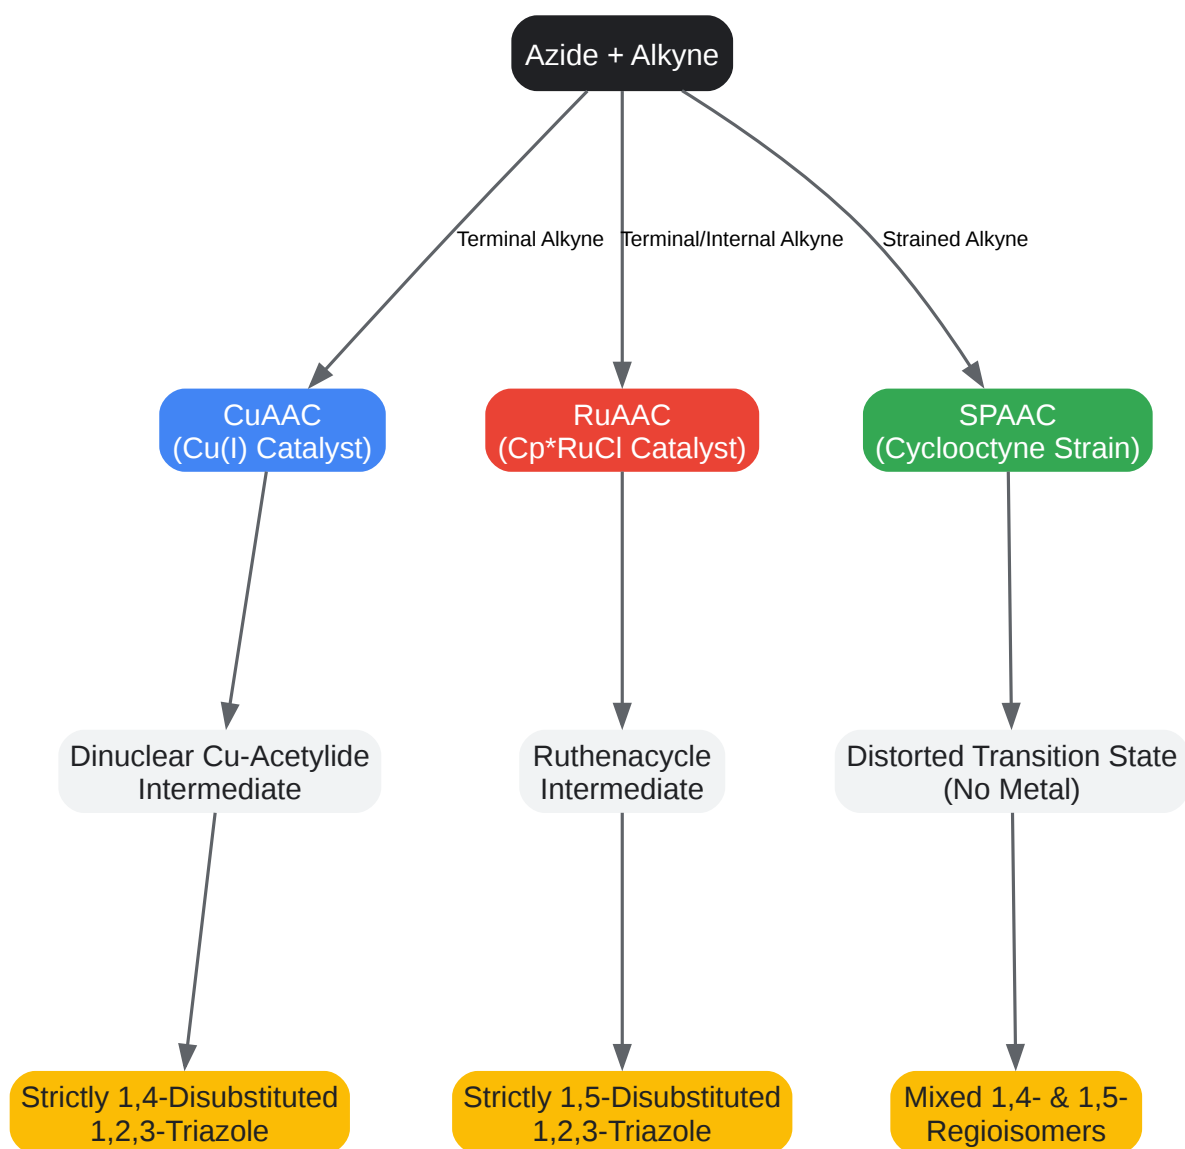 Azide + Alkyne
Terminal Alkyne
Terminal/Internal Alkyne
Strained Alkyne
CuAAC
(Cu(I) Catalyst)
RuAAC
(Cp*RuCl Catalyst)
SPAAC
(Cyclooctyne Strain)
Dinuclear Cu-Acetylide
Intermediate
Ruthenacycle
Intermediate
Distorted Transition State
(No Metal)
Strictly 1,4-Disubstituted
1,2,3-Triazole
Strictly 1,5-Disubstituted
1,2,3-Triazole
Mixed 1,4- & 1,5-
Regioisomers